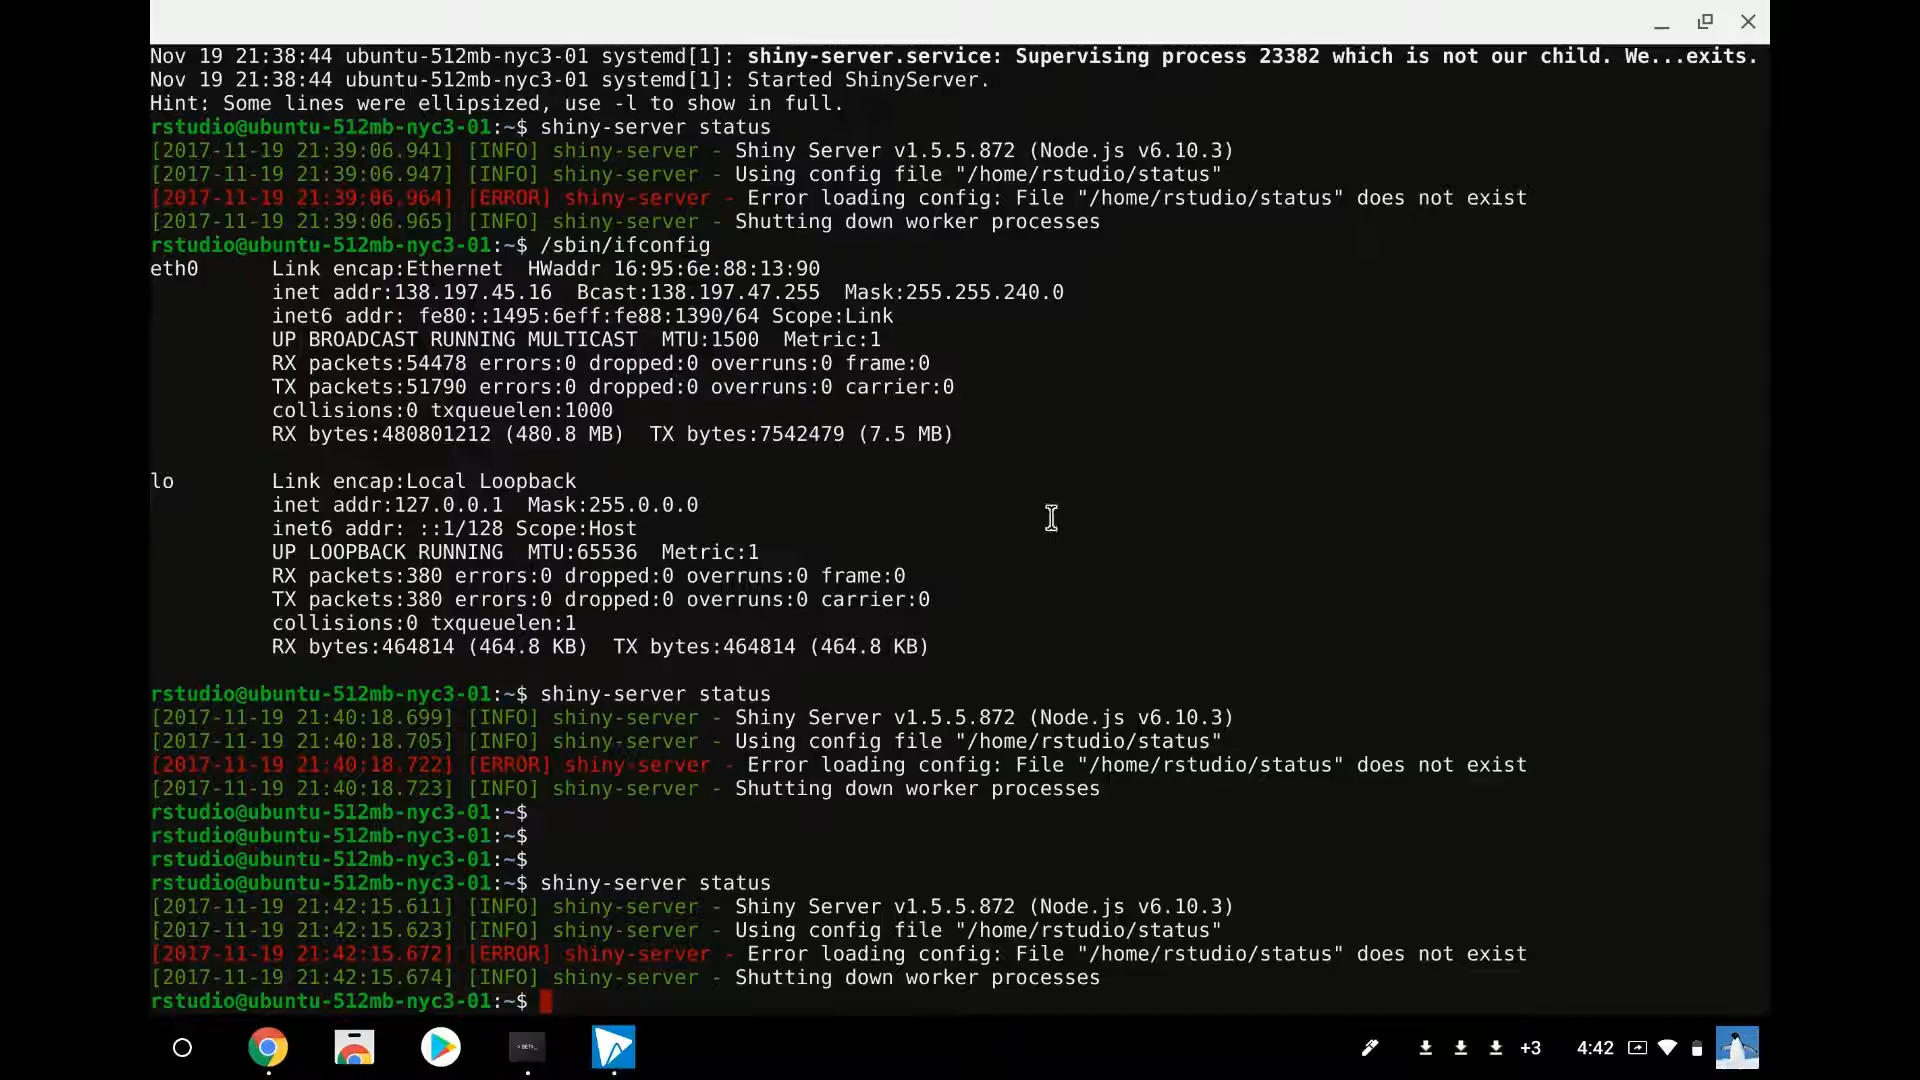 Nov 19 21:38:44 ubuntu-512mb-nyc3-01 systemd[1]: shiny-server.service: Supervising process 23382 which is not our child. We...exits.
Nov 19 21:38:44 ubuntu-512mb-nyc3-01 systemd[1]: Started ShinyServer.
Hint: Some lines were ellipsized, use -l to show in full.
rstudio@ubuntu-512mb-nyc3-01:~$ shiny-server status
[2017-11-19 21:39:06.941] [INFO] shiny-server - Shiny Server v1.5.5.872 (Node.js v6.10.3)
[2017-11-19 21:39:06.947] [INFO] shiny-server - Using config file "/home/rstudio/status"
[2017-11-19 21:39:06.964] [ERROR] shiny-server - Error loading config: File "/home/rstudio/status" does not exist
[2017-11-19 21:39:06.965] [INFO] shiny-server - Shutting down worker processes
rstudio@ubuntu-512mb-nyc3-01:~$ /sbin/ifconfig
eth0      Link encap:Ethernet  HWaddr 16:95:6e:88:13:90
          inet addr:138.197.45.16  Bcast:138.197.47.255  Mask:255.255.240.0
          inet6 addr: fe80::1495:6eff:fe88:1390/64 Scope:Link
          UP BROADCAST RUNNING MULTICAST  MTU:1500  Metric:1
          RX packets:54478 errors:0 dropped:0 overruns:0 frame:0
          TX packets:51790 errors:0 dropped:0 overruns:0 carrier:0
          collisions:0 txqueuelen:1000
          RX bytes:480801212 (480.8 MB)  TX bytes:7542479 (7.5 MB)
lo        Link encap:Local Loopback
          inet addr:127.0.0.1  Mask:255.0.0.0
          inet6 addr: ::1/128 Scope:Host
          UP LOOPBACK RUNNING  MTU:65536  Metric:1
          RX packets:380 errors:0 dropped:0 overruns:0 frame:0
          TX packets:380 errors:0 dropped:0 overruns:0 carrier:0
          collisions:0 txqueuelen:1
          RX bytes:464814 (464.8 KB)  TX bytes:464814 (464.8 KB)
rstudio@ubuntu-512mb-nyc3-01:~$ shiny-server status
[2017-11-19 21:40:18.699] [INFO] shiny-server - Shiny Server v1.5.5.872 (Node.js v6.10.3)
[2017-11-19 21:40:18.705] [INFO] shiny-server - Using config file "/home/rstudio/status"
[2017-11-19 21:40:18.722] [ERROR] shiny-server - Error loading config: File "/home/rstudio/status" does not exist
[2017-11-19 21:40:18.723] [INFO] shiny-server - Shutting down worker processes
rstudio@ubuntu-512mb-nyc3-01:~$
rstudio@ubuntu-512mb-nyc3-01:~$
rstudio@ubuntu-512mb-nyc3-01:~$
rstudio@ubuntu-512mb-nyc3-01:~$ shiny-server status
[2017-11-19 21:42:15.611] [INFO] shiny-server - Shiny Server v1.5.5.872 (Node.js v6.10.3)
[2017-11-19 21:42:15.623] [INFO] shiny-server - Using config file "/home/rstudio/status"
[2017-11-19 21:42:15.672] [ERROR] shiny-server - Error loading config: File "/home/rstudio/status" does not exist
[2017-11-19 21:42:15.674] [INFO] shiny-server - Shutting down worker processes
rstudio@ubuntu-512mb-nyc3-01:~$
+3 4:42